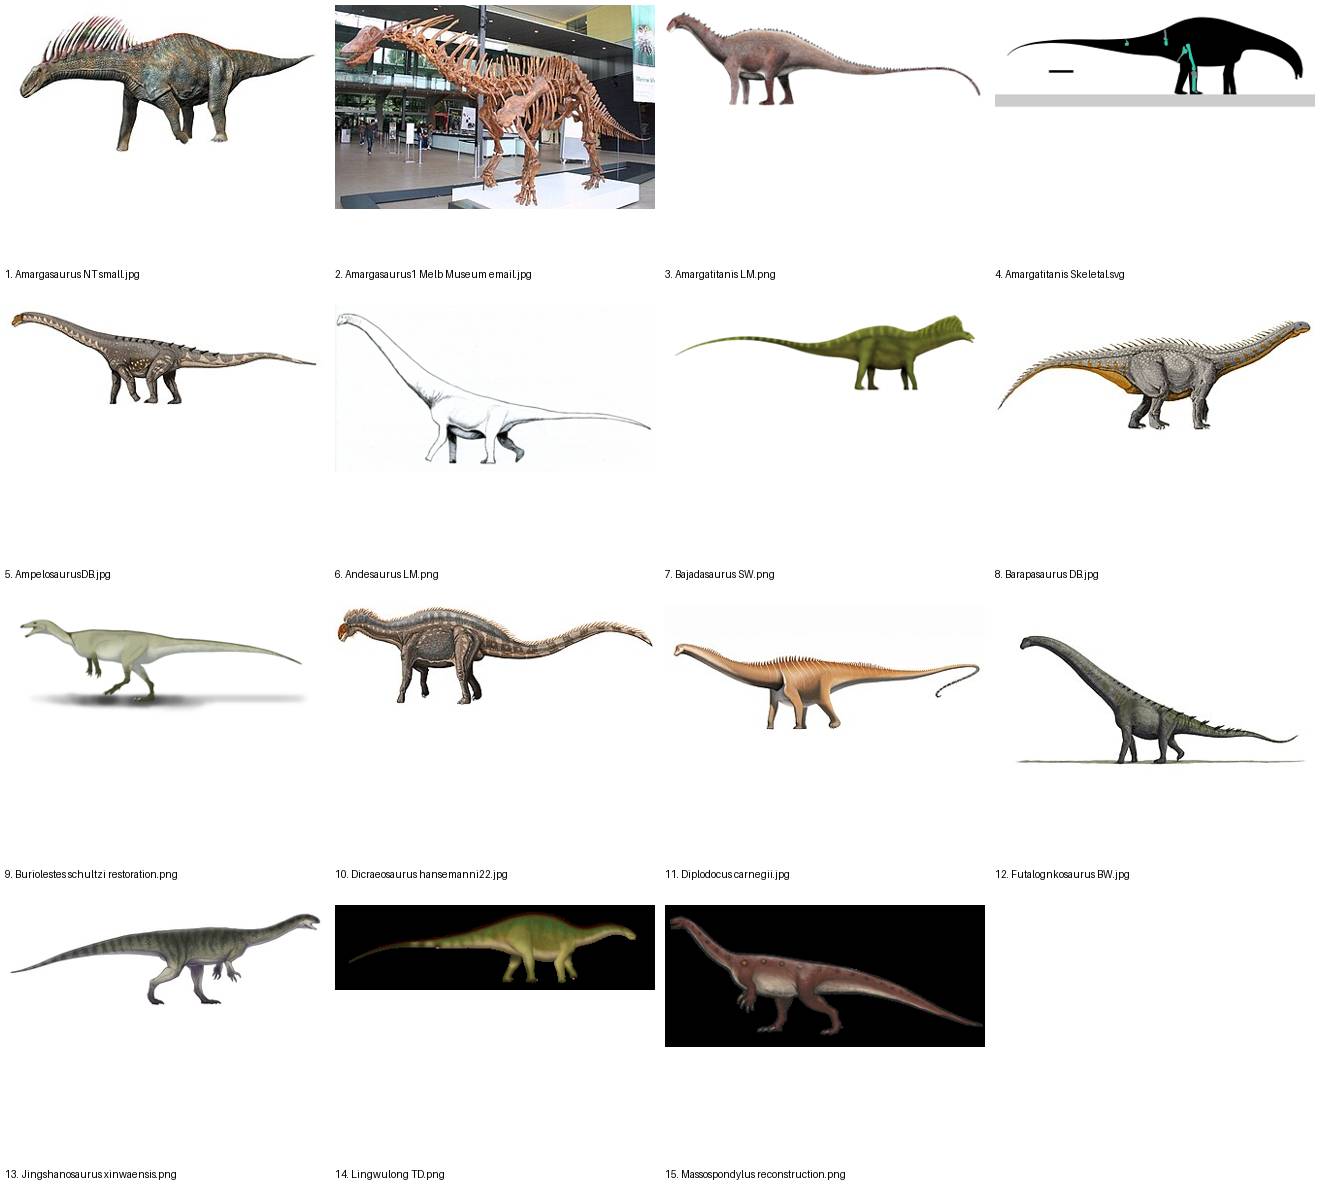 1. Amargasaurus NTsmall.jpg
2. Amargasaurus1 Melb Museum email.jpg
3. Amargatitanis LM.png
4. Amargatitanis Skeletal.svg
5. AmpelosaurusDB.jpg
6. Andesaurus LM.png
7. Bajadasaurus SW.png
8. Barapasaurus DB.jpg
9. Buriolestes schultzi restoration.png
10. Dicraeosaurus hansemanni22.jpg
11. Diplodocus carnegii.jpg
12. Futalognkosaurus BW.jpg
13. Jingshanosaurus xinwaensis.png
14. Lingwulong TD.png
15. Massospondylus reconstruction.png